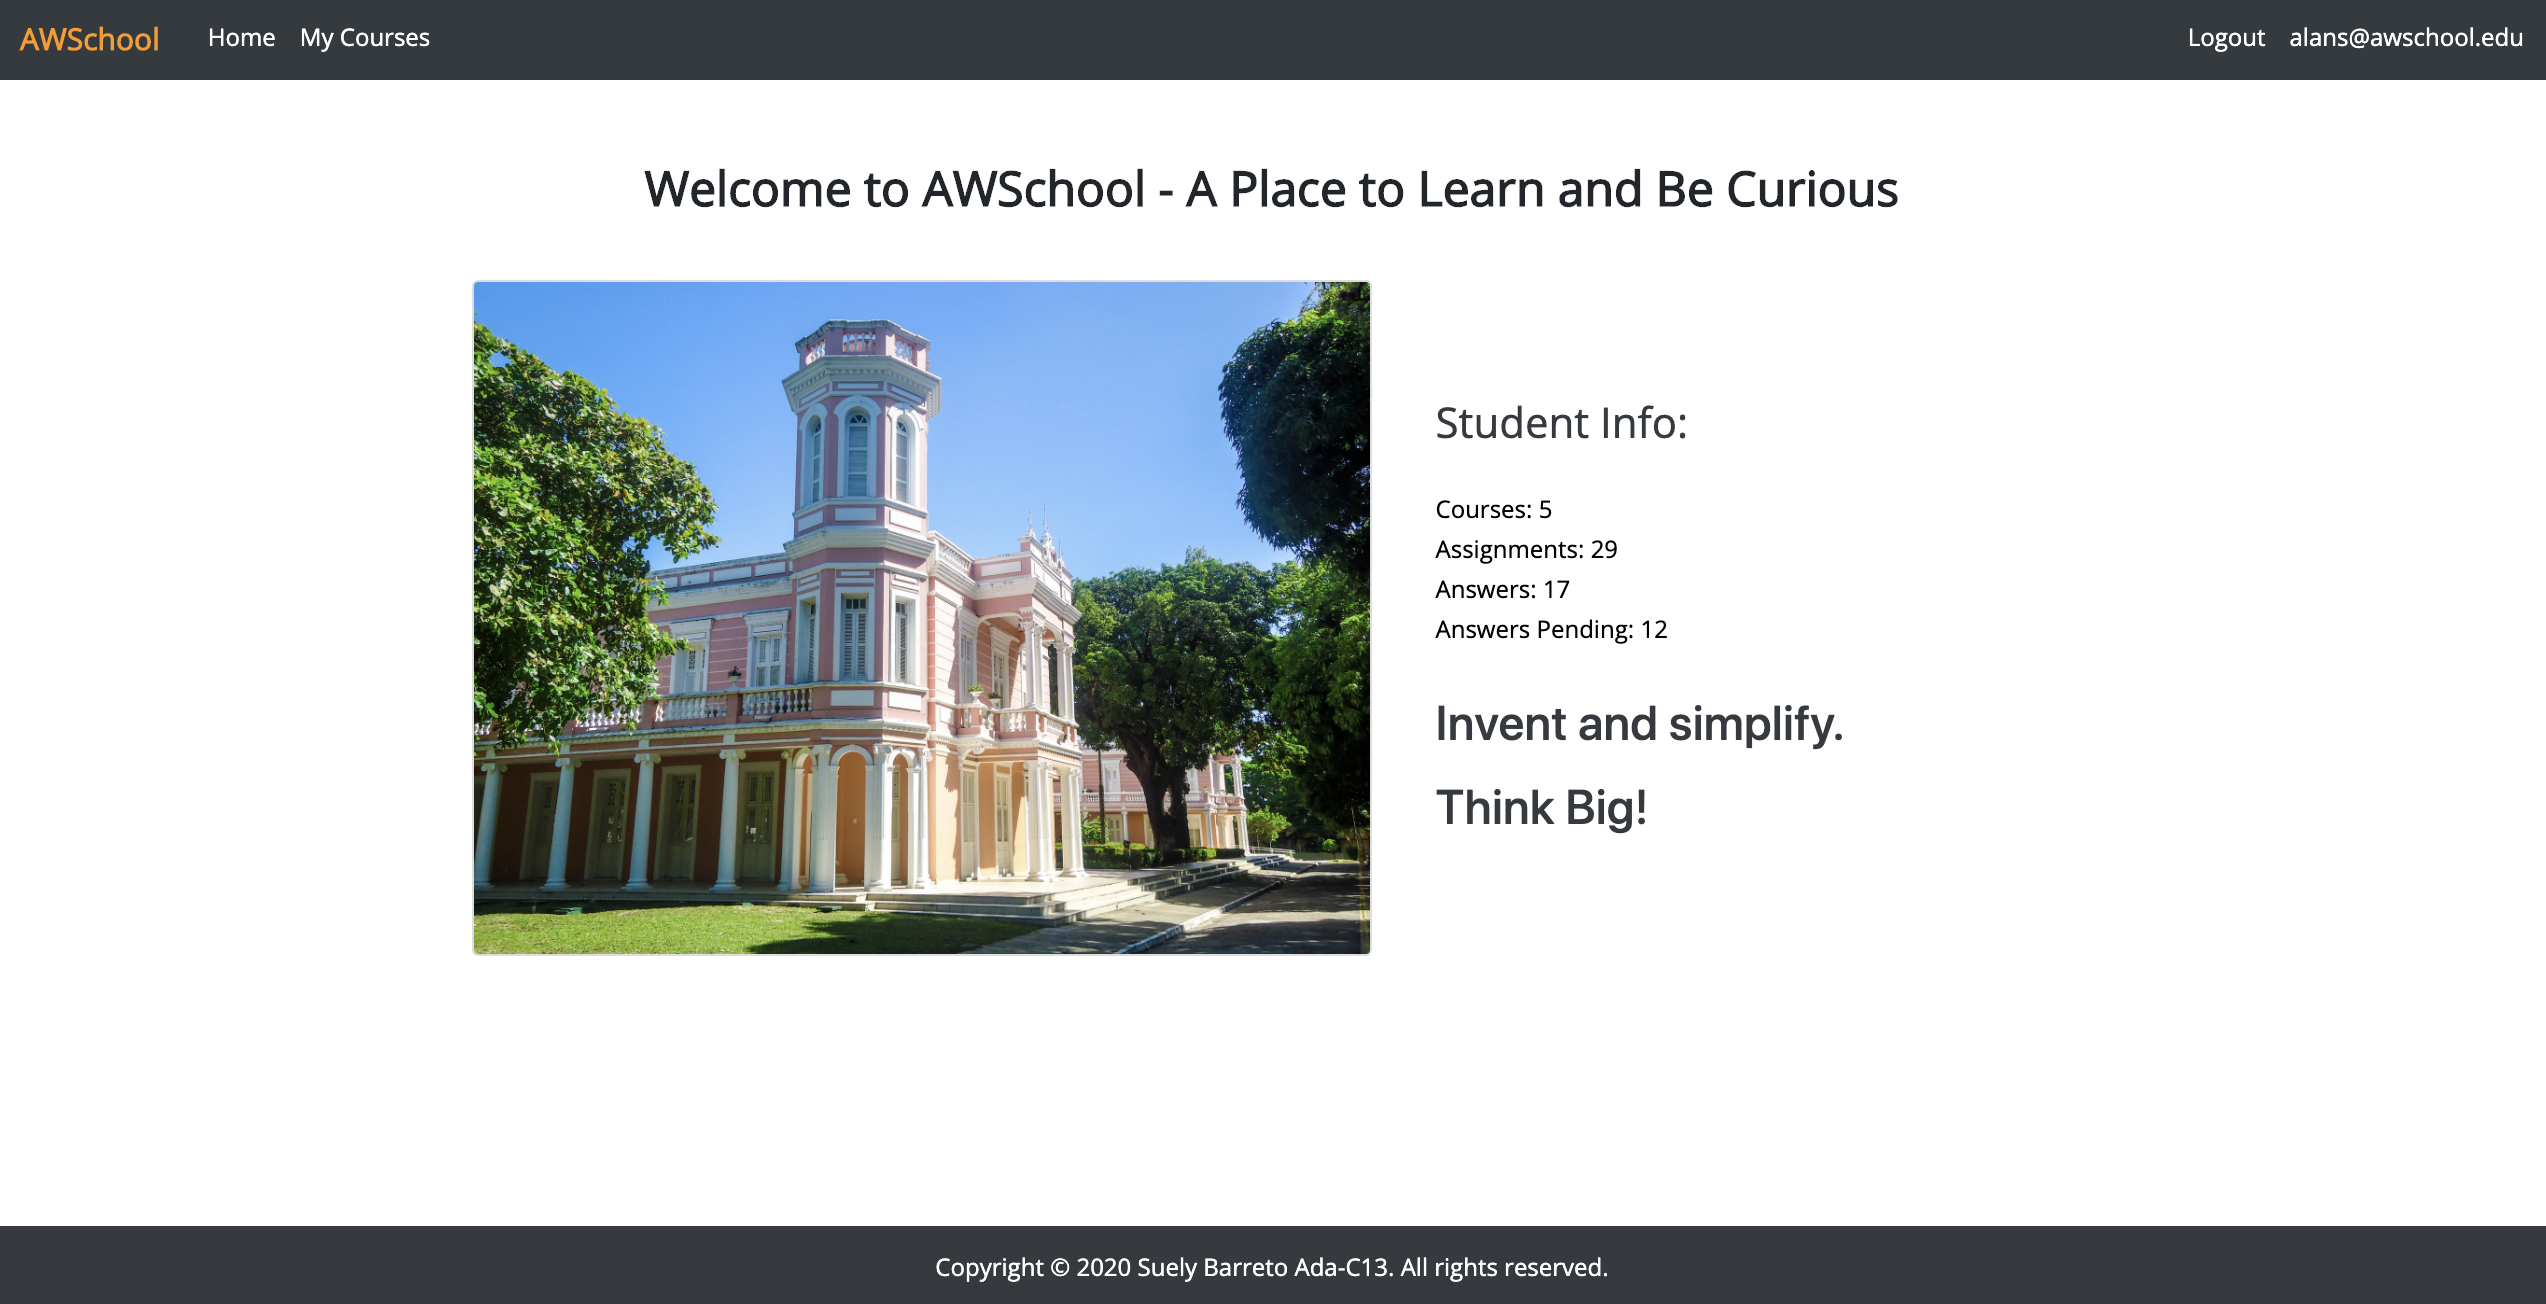 AWSchool Home My Courses Logout alans@awschool.edu
Welcome to AWSchool - A Place to Learn and Be Curious
Student Info:
Courses: 5
Assignments: 29
Answers: 17
Answers Pending: 12
Invent and simplify.
Think Big!
Copyright © 2020 Suely Barreto Ada-C13. All rights reserved.